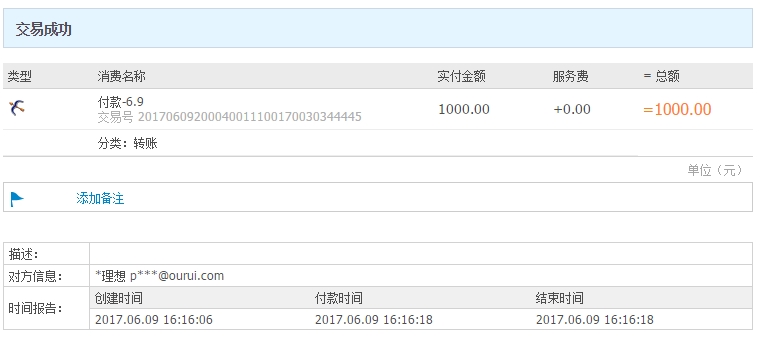 交易成功
类型 消费名称 实付金额 服务费 = 总额
付款-6.9 1000.00 +0.00 =1000.00
交易号 20170609200040011100170030344445
分类：转账
单位（元）
添加备注
描述：
对方信息： *理想 p***@ourui.com
时间报告： 创建时间 付款时间 结束时间
2017.06.09 16:16:06 2017.06.09 16:16:18 2017.06.09 16:16:18